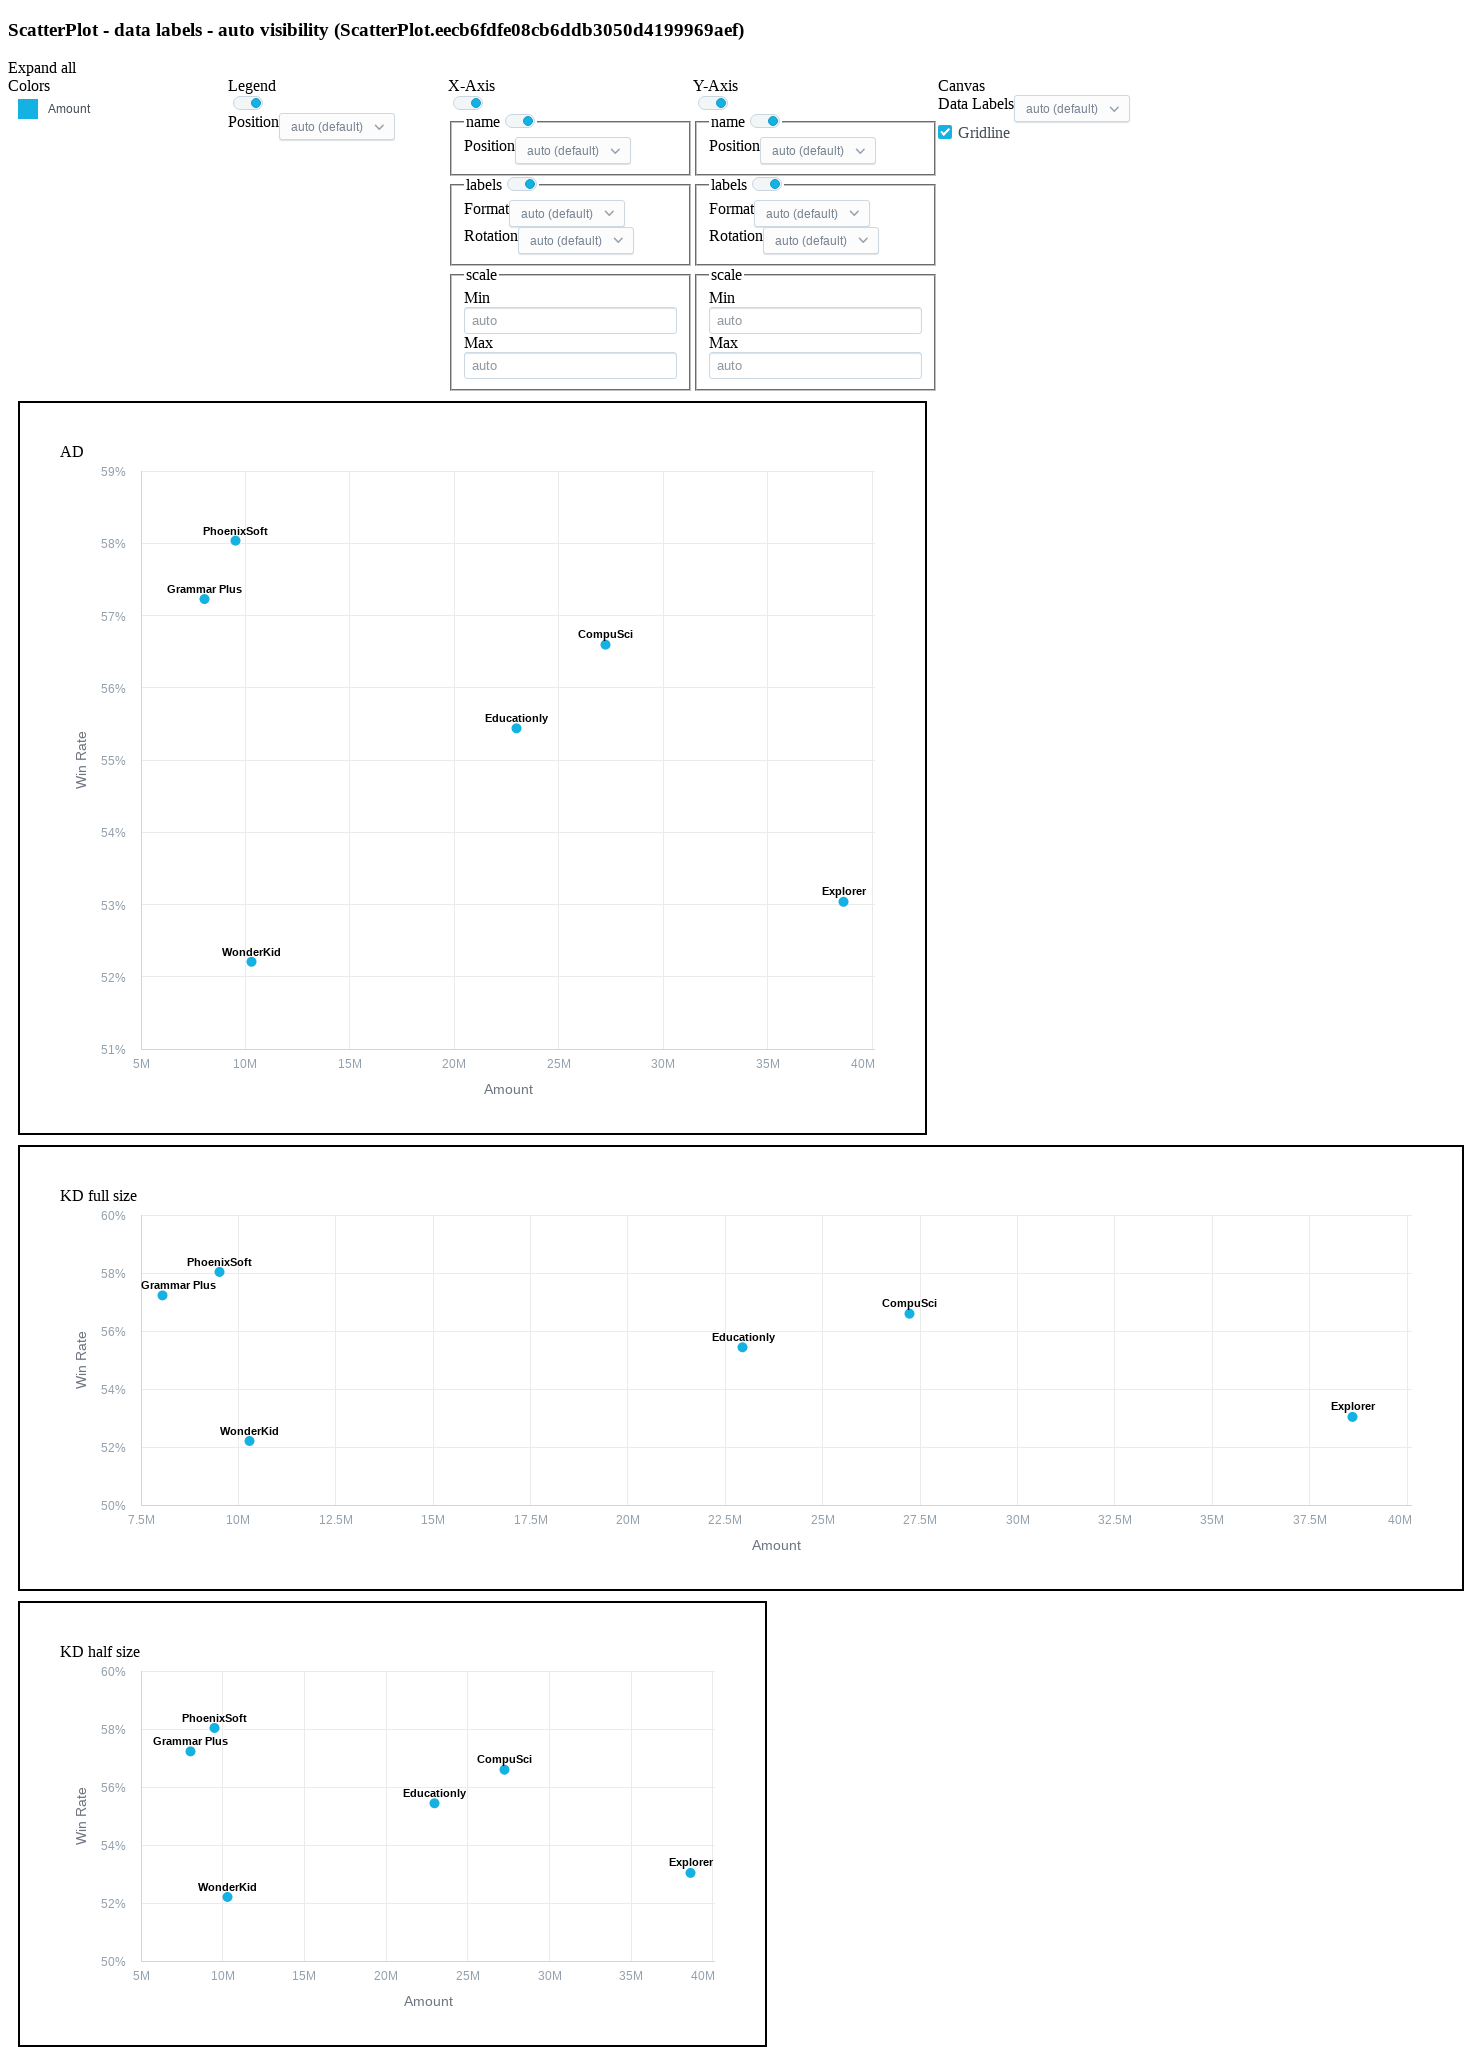 ScatterPlot - data labels - auto visibility (ScatterPlot.eecb6fdfe08cb6ddb3050d4199969aef)
Expand all
Colors
Amount
Legend
Position auto (default)
X-Axis
name
Position auto (default)
labels
Format auto (default)
Rotation auto (default)
scale
Min
auto
Max
auto
Y-Axis
name
Position auto (default)
labels
Format auto (default)
Rotation auto (default)
scale
Min
auto
Max
auto
Canvas
Data Labels auto (default)
Gridline
AD
59%
58%
57%
56%
55%
54%
53%
52%
51%
Win Rate
PhoenixSoft
Grammar Plus
CompuSci
Educationly
Explorer
WonderKid
5M 10M 15M 20M 25M 30M 35M 40M
Amount
KD full size
60%
58%
56%
54%
52%
50%
Win Rate
PhoenixSoft
Grammar Plus
CompuSci
Educationly
Explorer
WonderKid
7.5M 10M 12.5M 15M 17.5M 20M 22.5M 25M 27.5M 30M 32.5M 35M 37.5M 40M
Amount
KD half size
60%
58%
56%
54%
52%
50%
Win Rate
PhoenixSoft
Grammar Plus
CompuSci
Educationly
Explorer
WonderKid
5M 10M 15M 20M 25M 30M 35M 40M
Amount